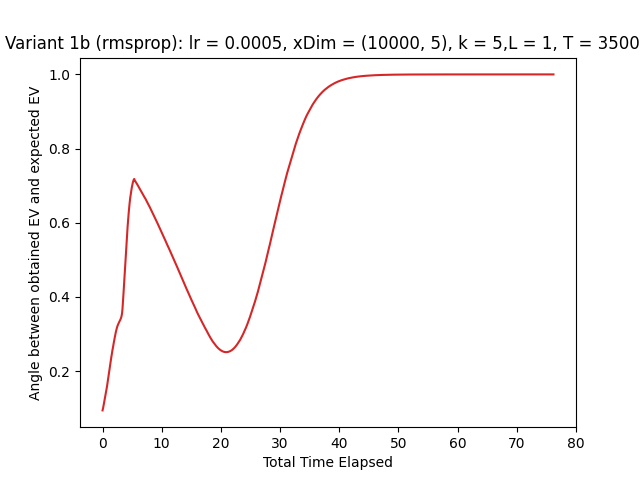 Variant 1b (rmsprop): lr = 0.0005, xDim = (10000, 5), k = 5,L = 1, T = 3500
Angle between obtained EV and expected EV
1.0
0.8
0.6
0.4
0.2
0 10 20 30 40 50 60 70 80
Total Time Elapsed